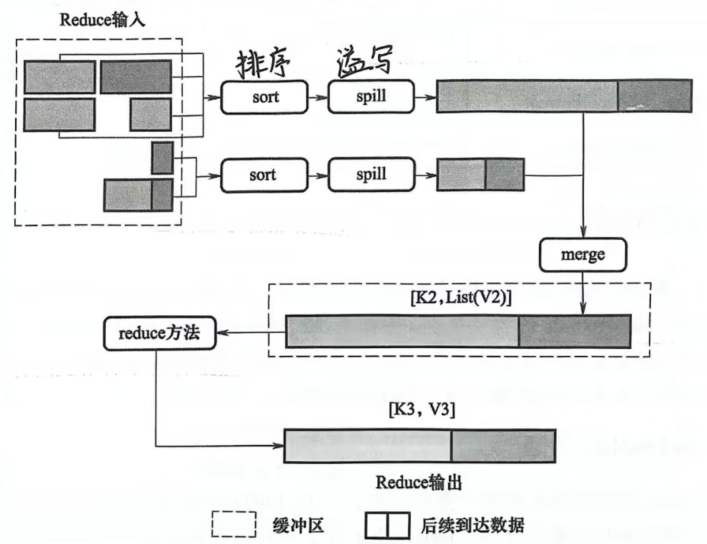 Reduce输入
排序 溢写
sort spill
sort spill
merge
[K2,List(V2)]
reduce方法
[K3, V3]
Reduce输出
缓冲区 后续到达数据